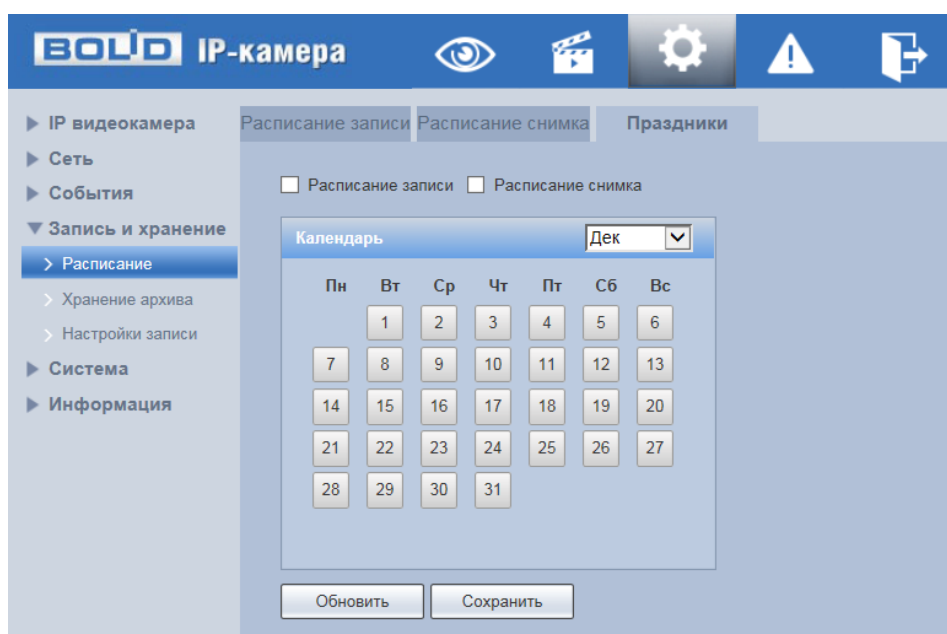 BOLID IP-камера
IP видеокамера
Сеть
События
Запись и хранение
Расписание
Хранение архива
Настройки записи
Система
Информация
Расписание записи Расписание снимка Праздники
Расписание записи Расписание снимка
Календарь Дек
Пн Вт Ср Чт Пт Сб Вс
1 2 3 4 5 6
7 8 9 10 11 12 13
14 15 16 17 18 19 20
21 22 23 24 25 26 27
28 29 30 31
Обновить Сохранить